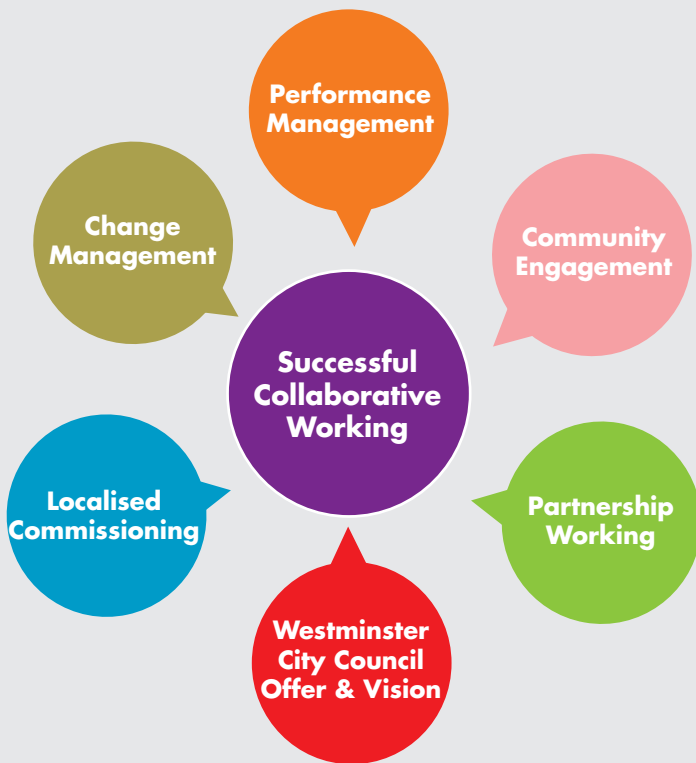 Performance
Management
Change
Management
Community
Engagement
Successful
Collaborative
Working
Localised
Commissioning
Partnership
Working
Westminster
City Council
Offer & Vision